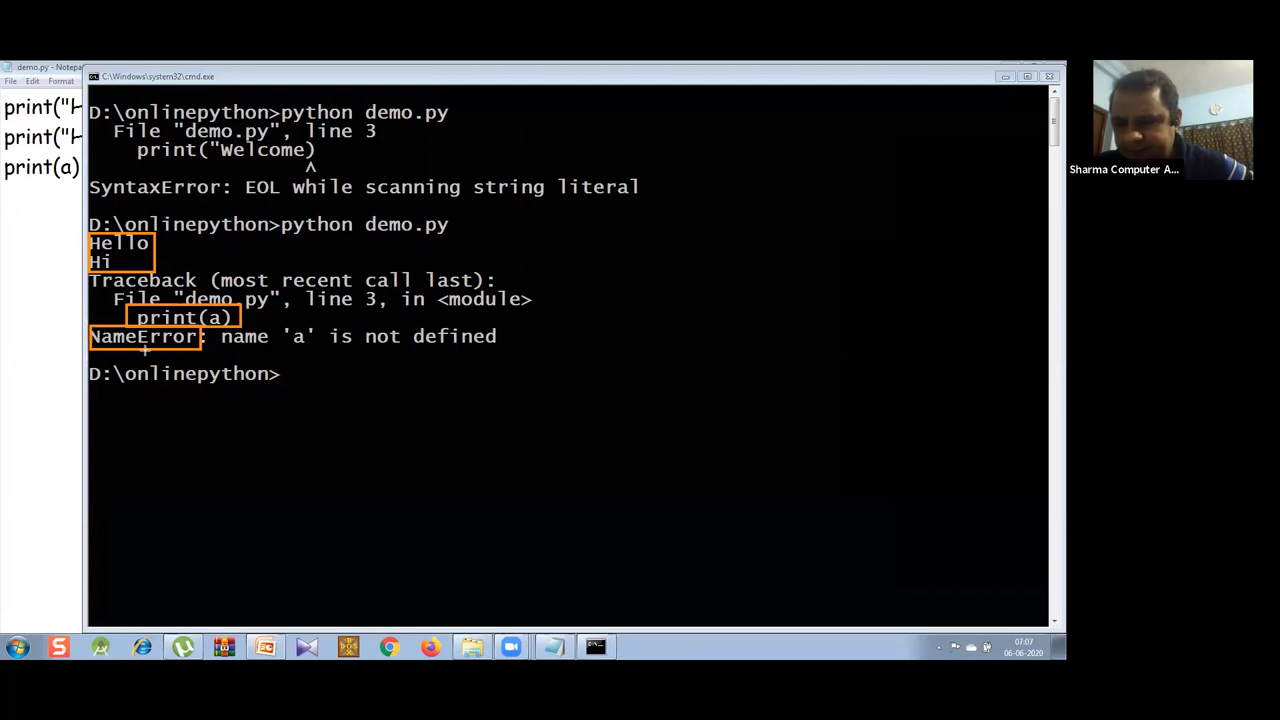 demo.py - Notepa
C:\Windows\system32\cmd.exe
File Edit Format
print("H
print("H
print(a)
D:\onlinepython>python demo.py
File "demo.py", line 3
print("Welcome)
^
SyntaxError: EOL while scanning string literal
D:\onlinepython>python demo.py
Hello
Hi
Traceback (most recent call last):
File "demo.py", line 3, in <module>
print(a)
NameError: name 'a' is not defined
D:\onlinepython>
Sharma Computer A...
07:07
06-06-2020